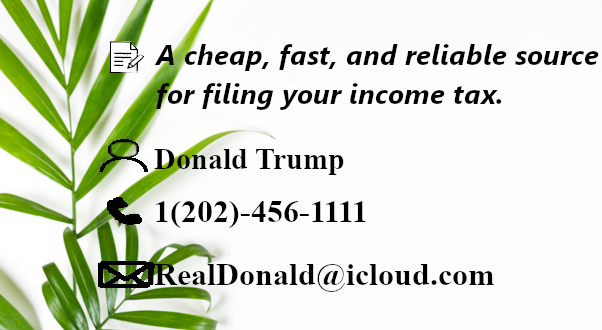 A cheap, fast, and reliable source
for filing your income tax.
Donald Trump
1(202)-456-1111
RealDonald@icloud.com